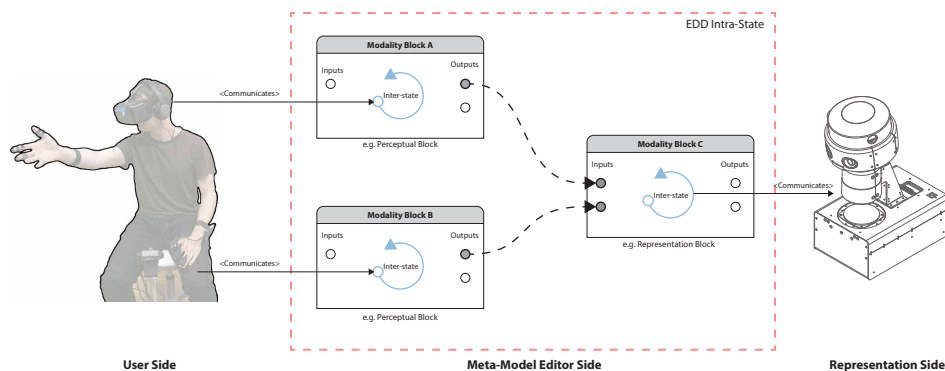 EDD Intra-State
Modality Block A
Inputs
Outputs
Inter-state
<Communicates>
e.g. Perceptual Block
Modality Block B
Inputs
Outputs
Inter-state
<Communicates>
e.g. Perceptual Block
Modality Block C
Inputs
Outputs
Inter-state
<Communicates>
e.g. Representation Block
User Side
Meta-Model Editor Side
Representation Side